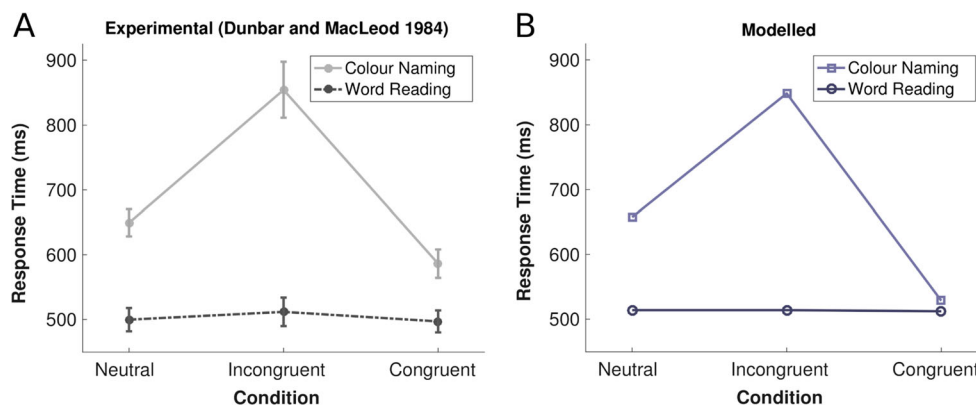 A
Experimental (Dunbar and MacLeod 1984)
900
800
700
600
500
Response Time (ms)
Colour Naming
Word Reading
Neutral
Incongruent
Congruent
Condition
B
Modelled
900
800
700
600
500
Response Time (ms)
Colour Naming
Word Reading
Neutral
Incongruent
Congruent
Condition